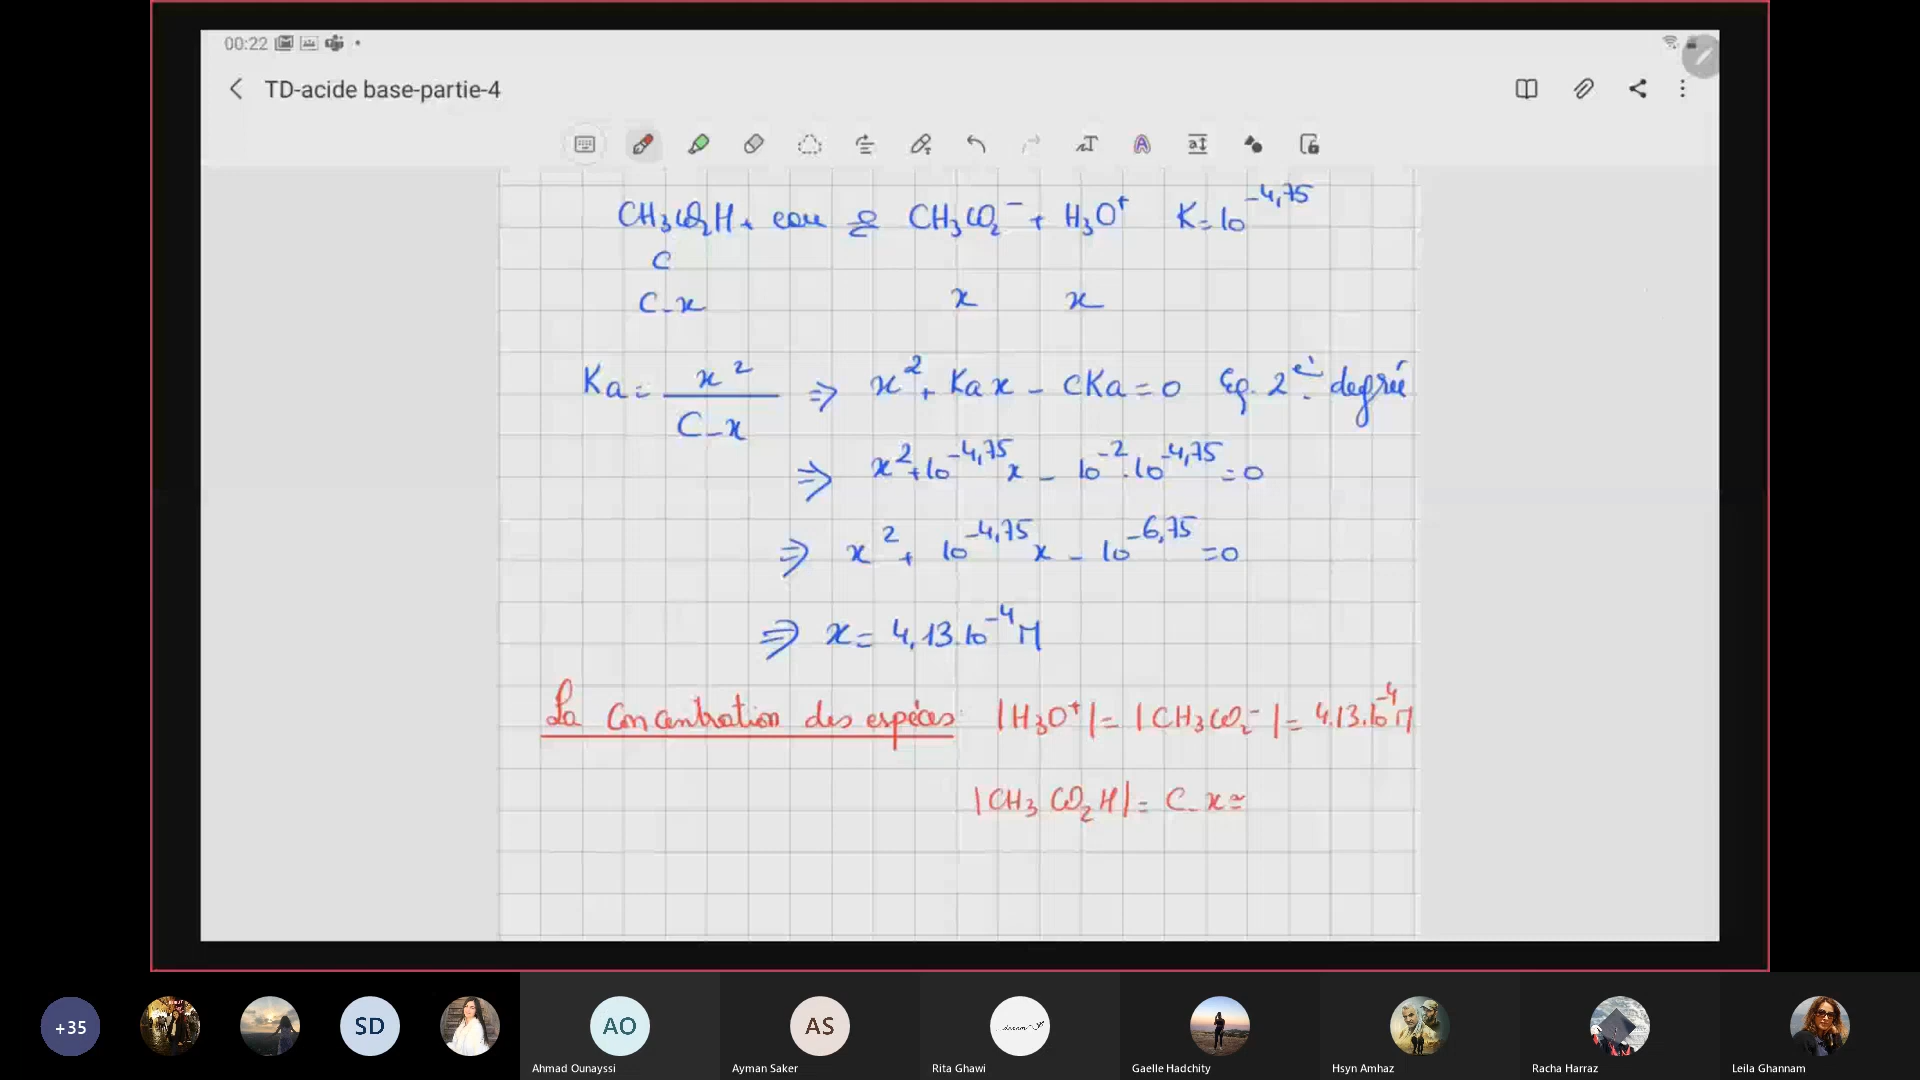 00:22
TD-acide base-partie-4
CH₃CO₂H + eau ⇌ CH₃CO₂⁻ + H₃O⁺ K = 10^-4,75
C
C-x x x
Ka = x²/(C-x) ⇒ x² + Ka x - CKa = 0 Eq. 2è. degrée
⇒ x² + 10^-4,75 x - 10^-2 . 10^-4,75 = 0
⇒ x² + 10^-4,75 x - 10^-6,75 = 0
⇒ x = 4,13.10^-4 M
La Concentration des espéces |H₃O⁺| = |CH₃CO₂⁻| = 4.13.10^-4 M
|CH₃CO₂H| = C-x ≃
+35
SD
AO
AS
Ahmad Ounayssi
Ayman Saker
Rita Ghawi
Gaelle Hadchity
Hsyn Amhaz
Racha Harraz
Leila Ghannam